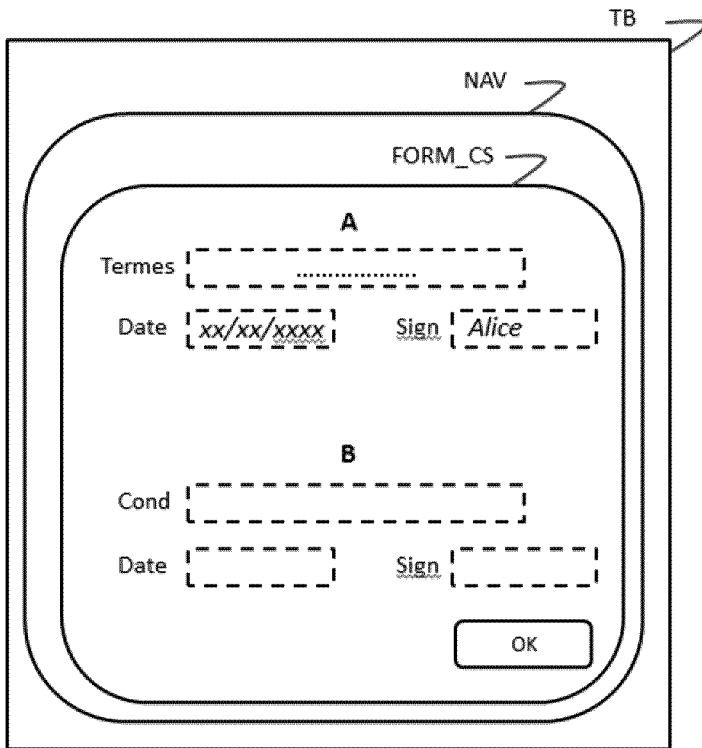 TB
NAV
FORM_CS
A
Termes ...................
Date xx/xx/xxxx Sign Alice
B
Cond
Date Sign
OK